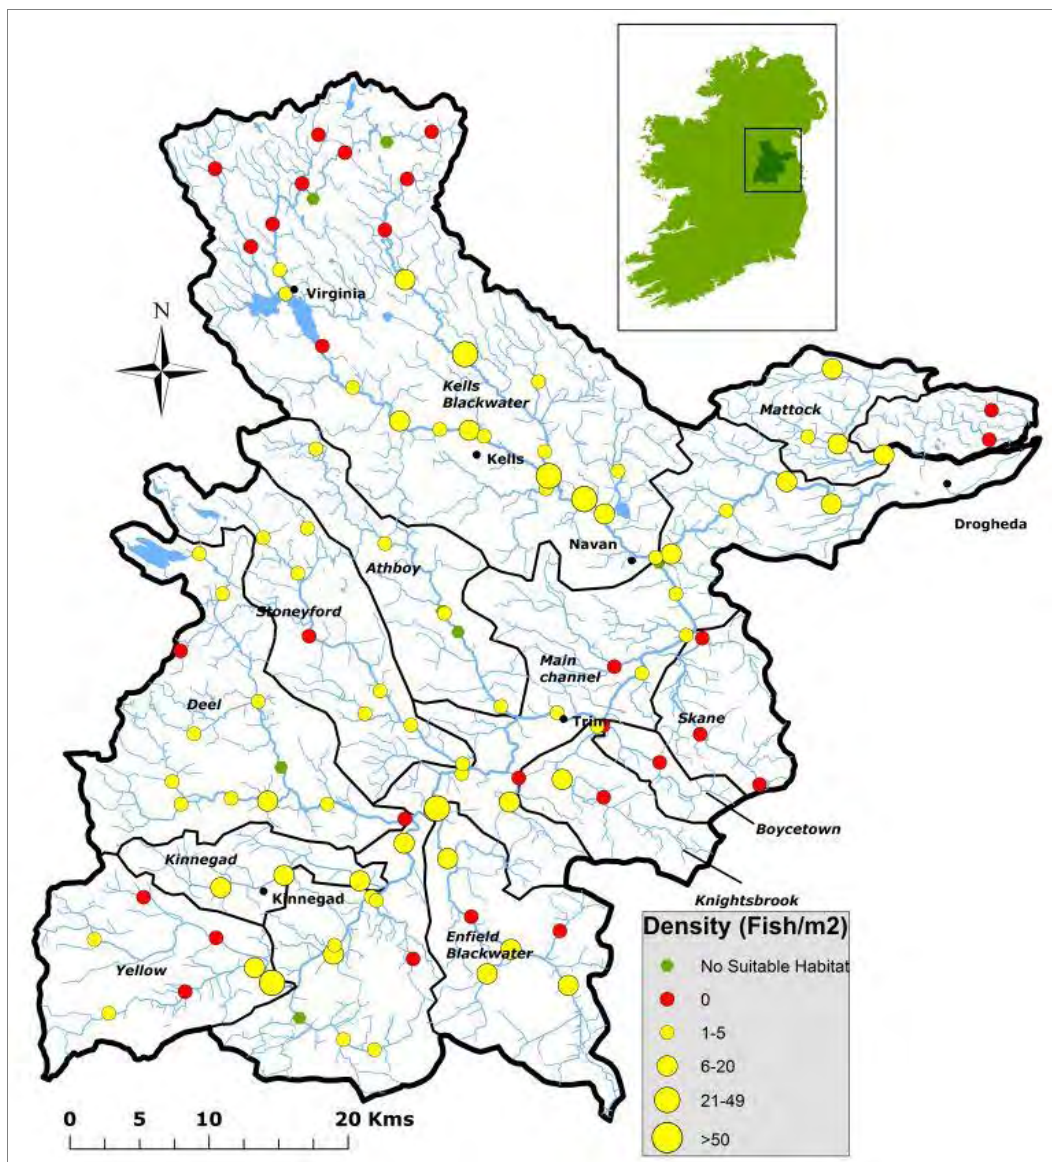 N
Virginia
Kells
Blackwater
Mattock
Kells
Drogheda
Navan
Athboy
Stoneyford
Main
channel
Deel
Trim
Skane
Boycetown
Kinnegad
Kinnegad
Knightsbrook
Enfield
Blackwater
Yellow
Density (Fish/m2)
No Suitable Habitat
0
1-5
6-20
21-49
>50
0 5 10 20 Kms